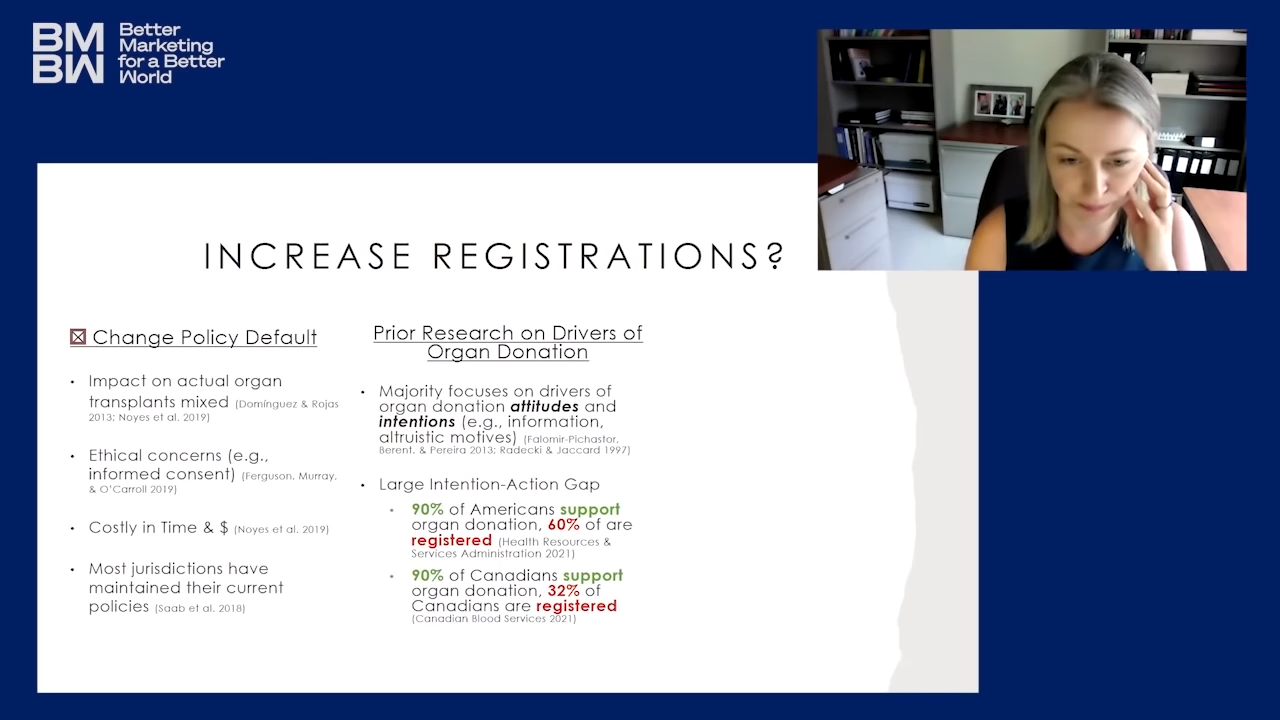 BM
BW
Better
Marketing
for a Better
World
INCREASE REGISTRATIONS?
Change Policy Default
• Impact on actual organ
transplants mixed (Domínguez & Rojas
2013; Noyes et al. 2019)
• Ethical concerns (e.g.,
informed consent) (Ferguson, Murray,
& O'Carroll 2019)
• Costly in Time & $ (Noyes et al. 2019)
• Most jurisdictions have
maintained their current
policies (Saab et al. 2018)
Prior Research on Drivers of
Organ Donation
• Majority focuses on drivers of
organ donation attitudes and
intentions (e.g., information,
altruistic motives) (Falomir-Pichastor,
Berent, & Pereira 2013; Radecki & Jaccard 1997)
• Large Intention-Action Gap
• 90% of Americans support
organ donation, 60% of are
registered (Health Resources &
Services Administration 2021)
• 90% of Canadians support
organ donation, 32% of
Canadians are registered
(Canadian Blood Services 2021)